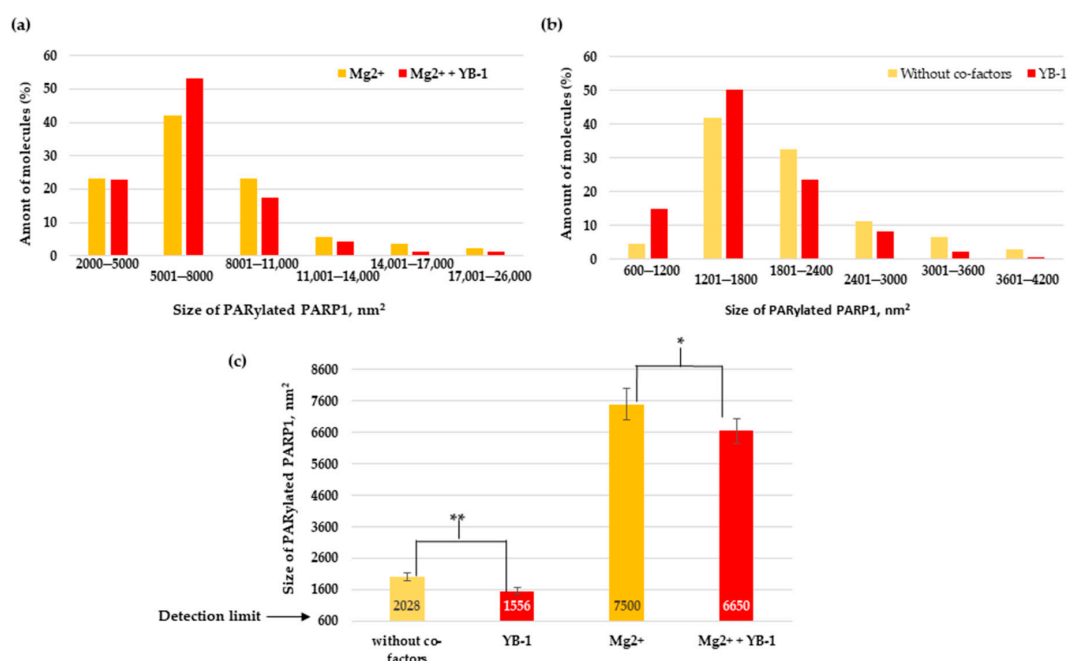 (a)
60
50
40
30
20
10
0
Amont of molecules (%)
Mg2+ Mg2+ + YB-1
2000–5000 5001–8000 8001–11,000 11,001–14,000 14,001–17,000 17,001–26,000
Size of PARylated PARP1, nm²
(b)
60
50
40
30
20
10
0
Amount of molecules (%)
Without co-factors YB-1
600–1200 1201–1800 1801–2400 2401–3000 3001–3600 3601–4200
Size of PARylated PARP1, nm²
(c)
8600
7600
6600
5600
4600
3600
2600
1600
600
Size of PARylated PARP1, nm²
Detection limit
**
*
2028 1556 7500 6650
without co-
factors
YB-1 Mg2+ Mg2+ + YB-1